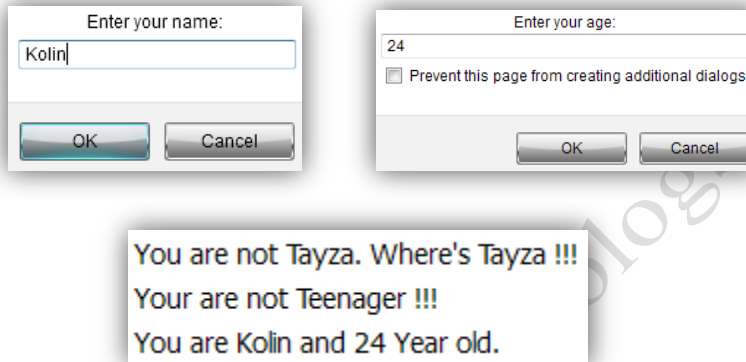 Enter your name:
Kolin
OK Cancel
Enter your age:
24
Prevent this page from creating additional dialogs
OK Cancel
You are not Tayza. Where's Tayza !!!
Your are not Teenager !!!
You are Kolin and 24 Year old.